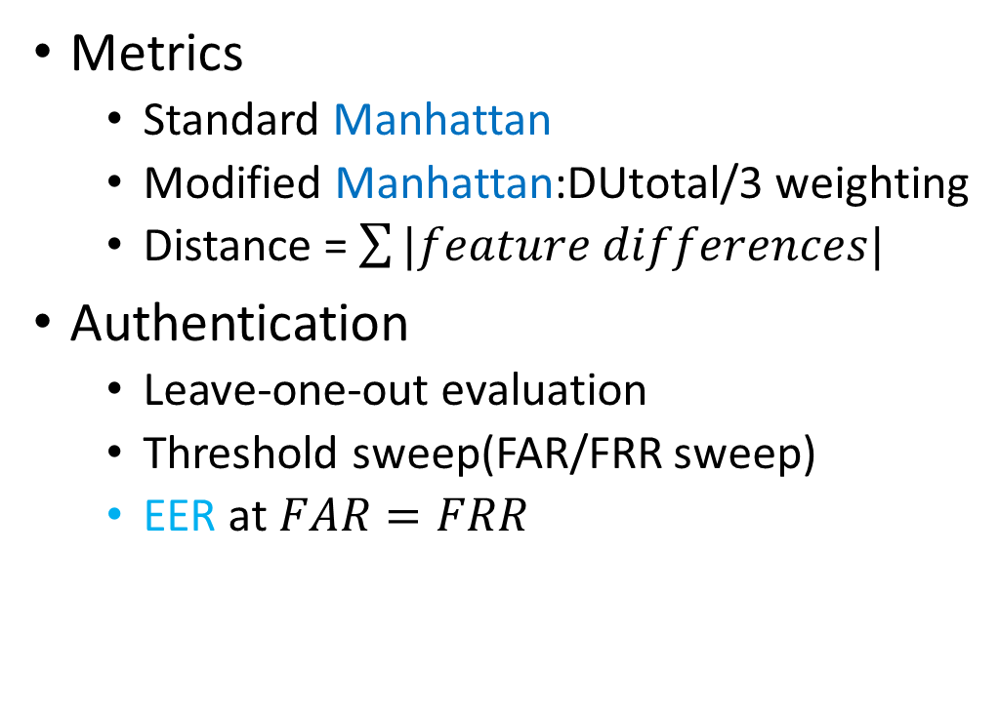 • Metrics
• Standard Manhattan
• Modified Manhattan:DUtotal/3 weighting
• Distance = ∑|feature differences|
• Authentication
• Leave-one-out evaluation
• Threshold sweep(FAR/FRR sweep)
• EER at FAR = FRR